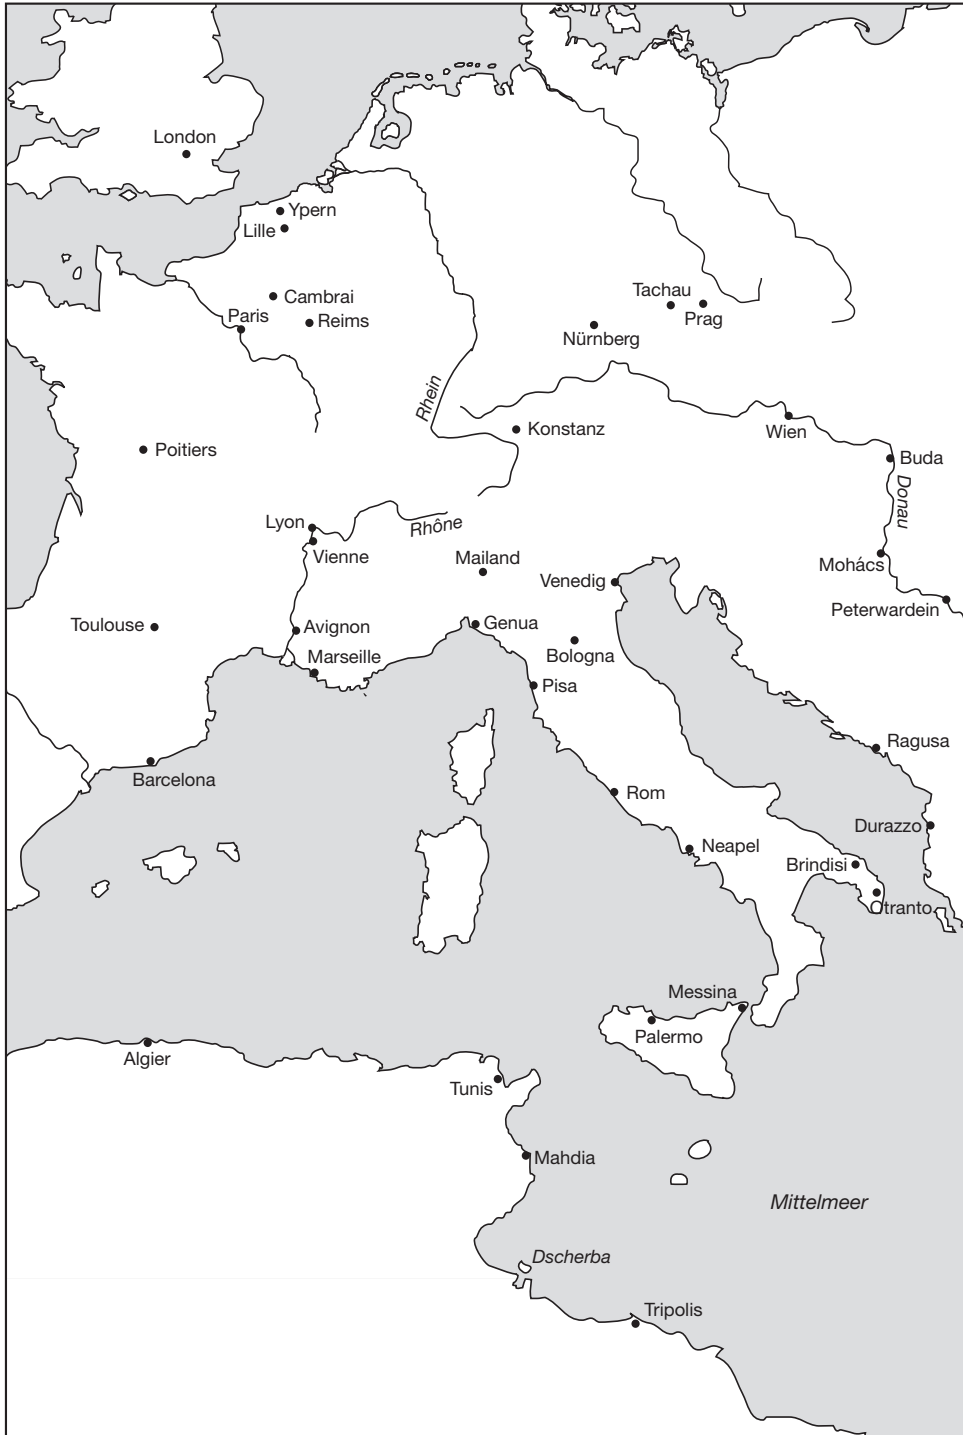 London
Ypern
Lille
Cambrai
Tachau
Paris
Reims
Prag
Nürnberg
Rhein
Konstanz
Wien
Poitiers
Buda
Donau
Lyon
Rhône
Vienne
Mailand
Mohács
Venedig
Peterwardein
Toulouse
Avignon
Genua
Marseille
Bologna
Pisa
Ragusa
Barcelona
Rom
Durazzo
Neapel
Brindisi
Otranto
Messina
Palermo
Algier
Tunis
Mahdia
Mittelmeer
Dscherba
Tripolis